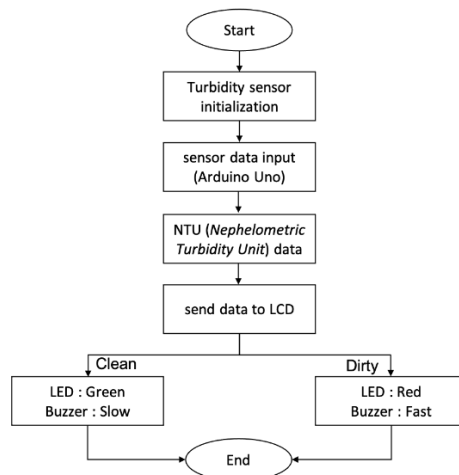 Start
Turbidity sensor
initialization
sensor data input
(Arduino Uno)
NTU (Nephelometric
Turbidity Unit) data
send data to LCD
Clean
Dirty
LED : Green
Buzzer : Slow
LED : Red
Buzzer : Fast
End